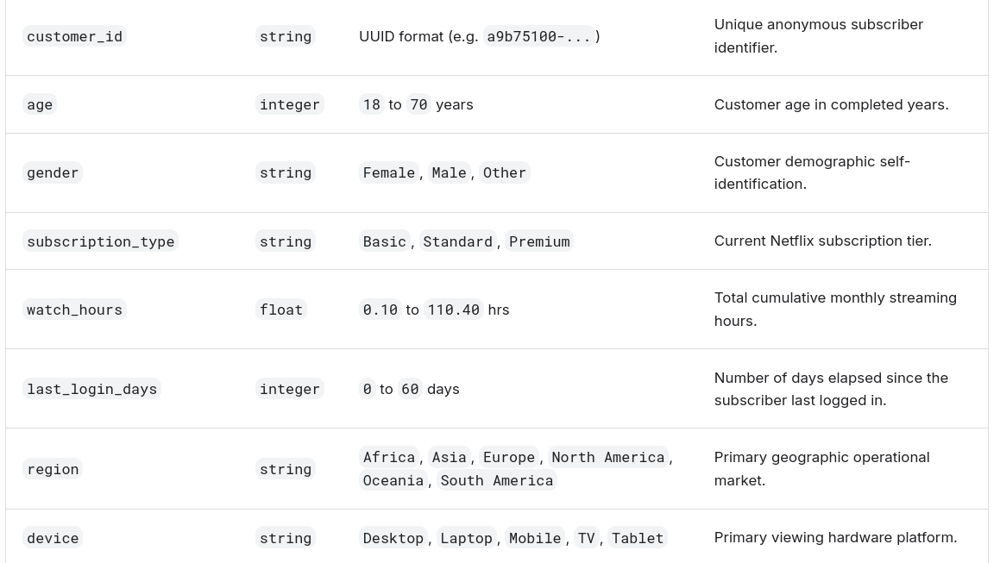 customer_id string UUID format (e.g. a9b75100-...) Unique anonymous subscriber
identifier.
age integer 18 to 70 years Customer age in completed years.
gender string Female, Male, Other Customer demographic self-
identification.
subscription_type string Basic, Standard, Premium Current Netflix subscription tier.
watch_hours float 0.10 to 110.40 hrs Total cumulative monthly streaming
hours.
last_login_days integer 0 to 60 days Number of days elapsed since the
subscriber last logged in.
region string Africa, Asia, Europe, North America, Primary geographic operational
Oceania, South America market.
device string Desktop, Laptop, Mobile, TV, Tablet Primary viewing hardware platform.